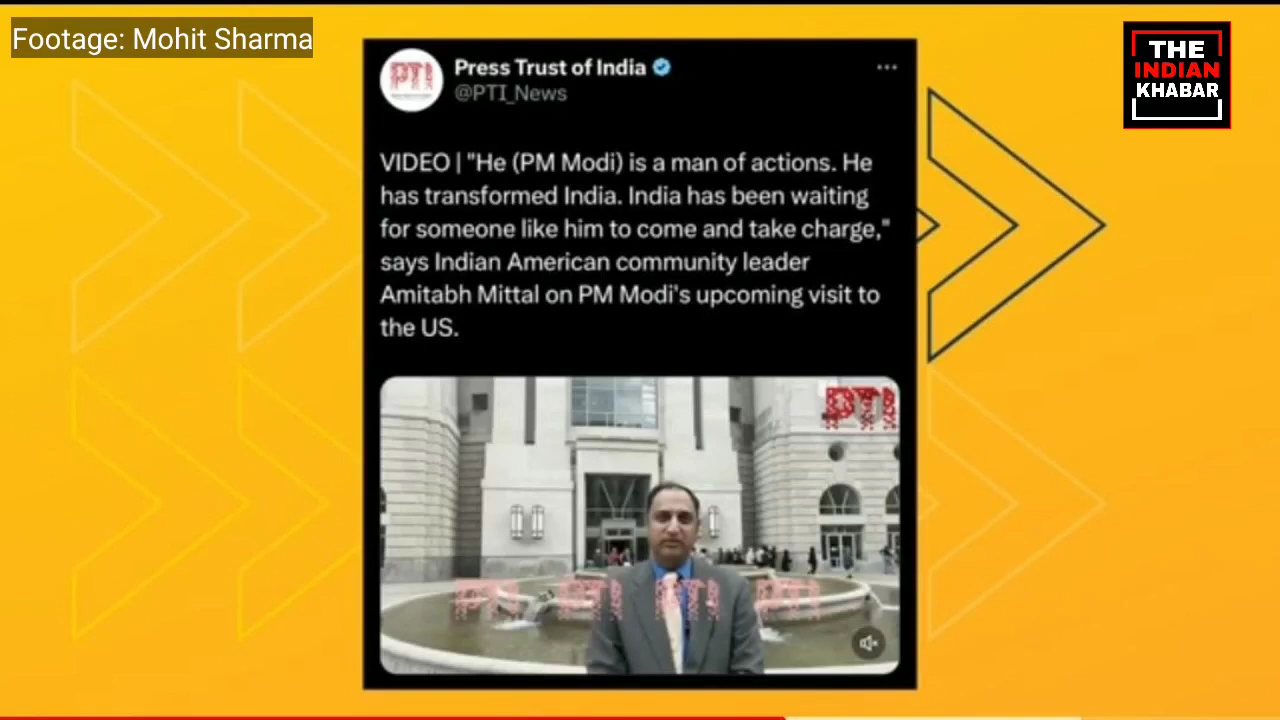 Footage: Mohit Sharma
THE
INDIAN
KHABAR
PTI
Press Trust of India
@PTI_News
VIDEO | "He (PM Modi) is a man of actions. He
has transformed India. India has been waiting
for someone like him to come and take charge,"
says Indian American community leader
Amitabh Mittal on PM Modi's upcoming visit to
the US.
PTI
PTI PTI PTI PTI